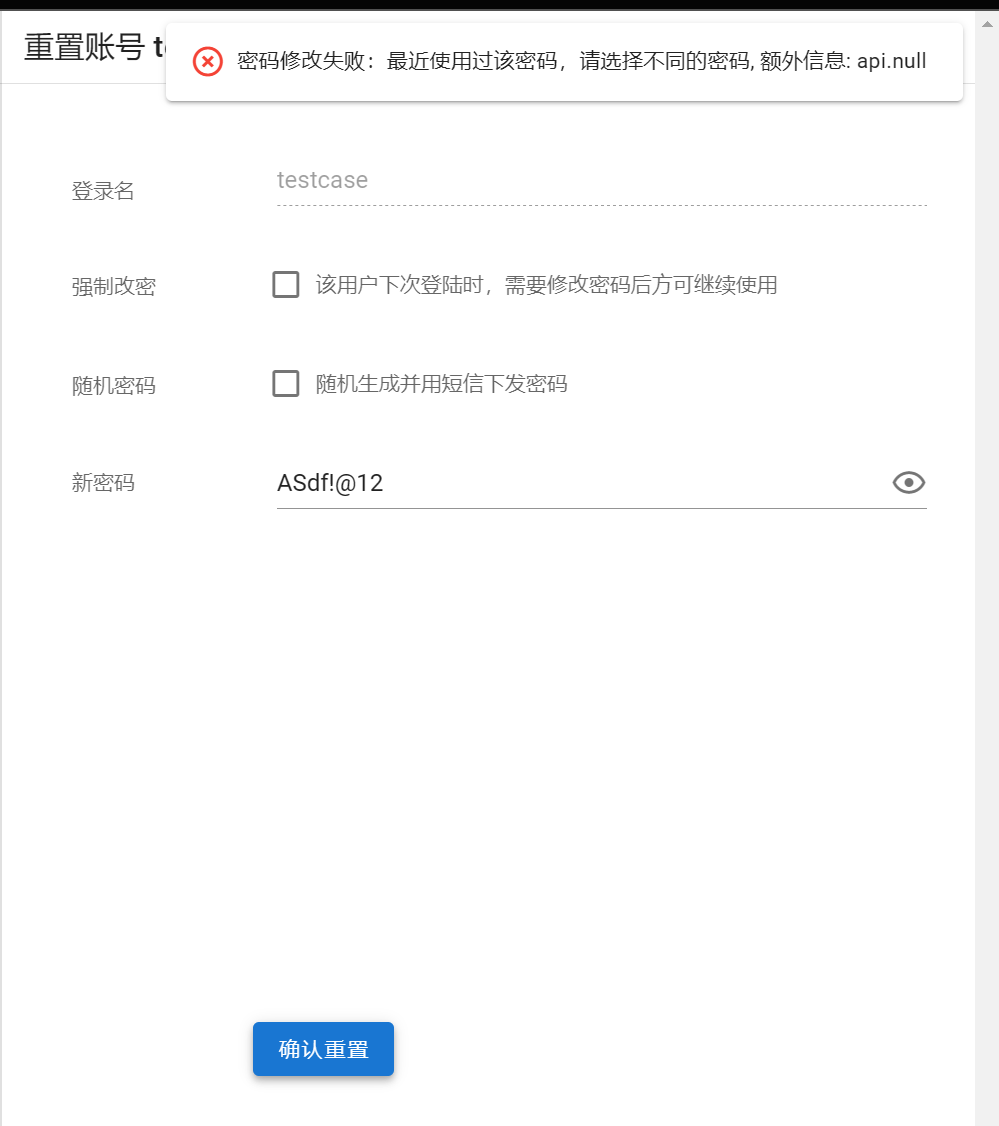 重置账号
密码修改失败：最近使用过该密码，请选择不同的密码, 额外信息: api.null
登录名
testcase
强制改密
该用户下次登陆时，需要修改密码后方可继续使用
随机密码
随机生成并用短信下发密码
新密码
ASdf!@12
确认重置